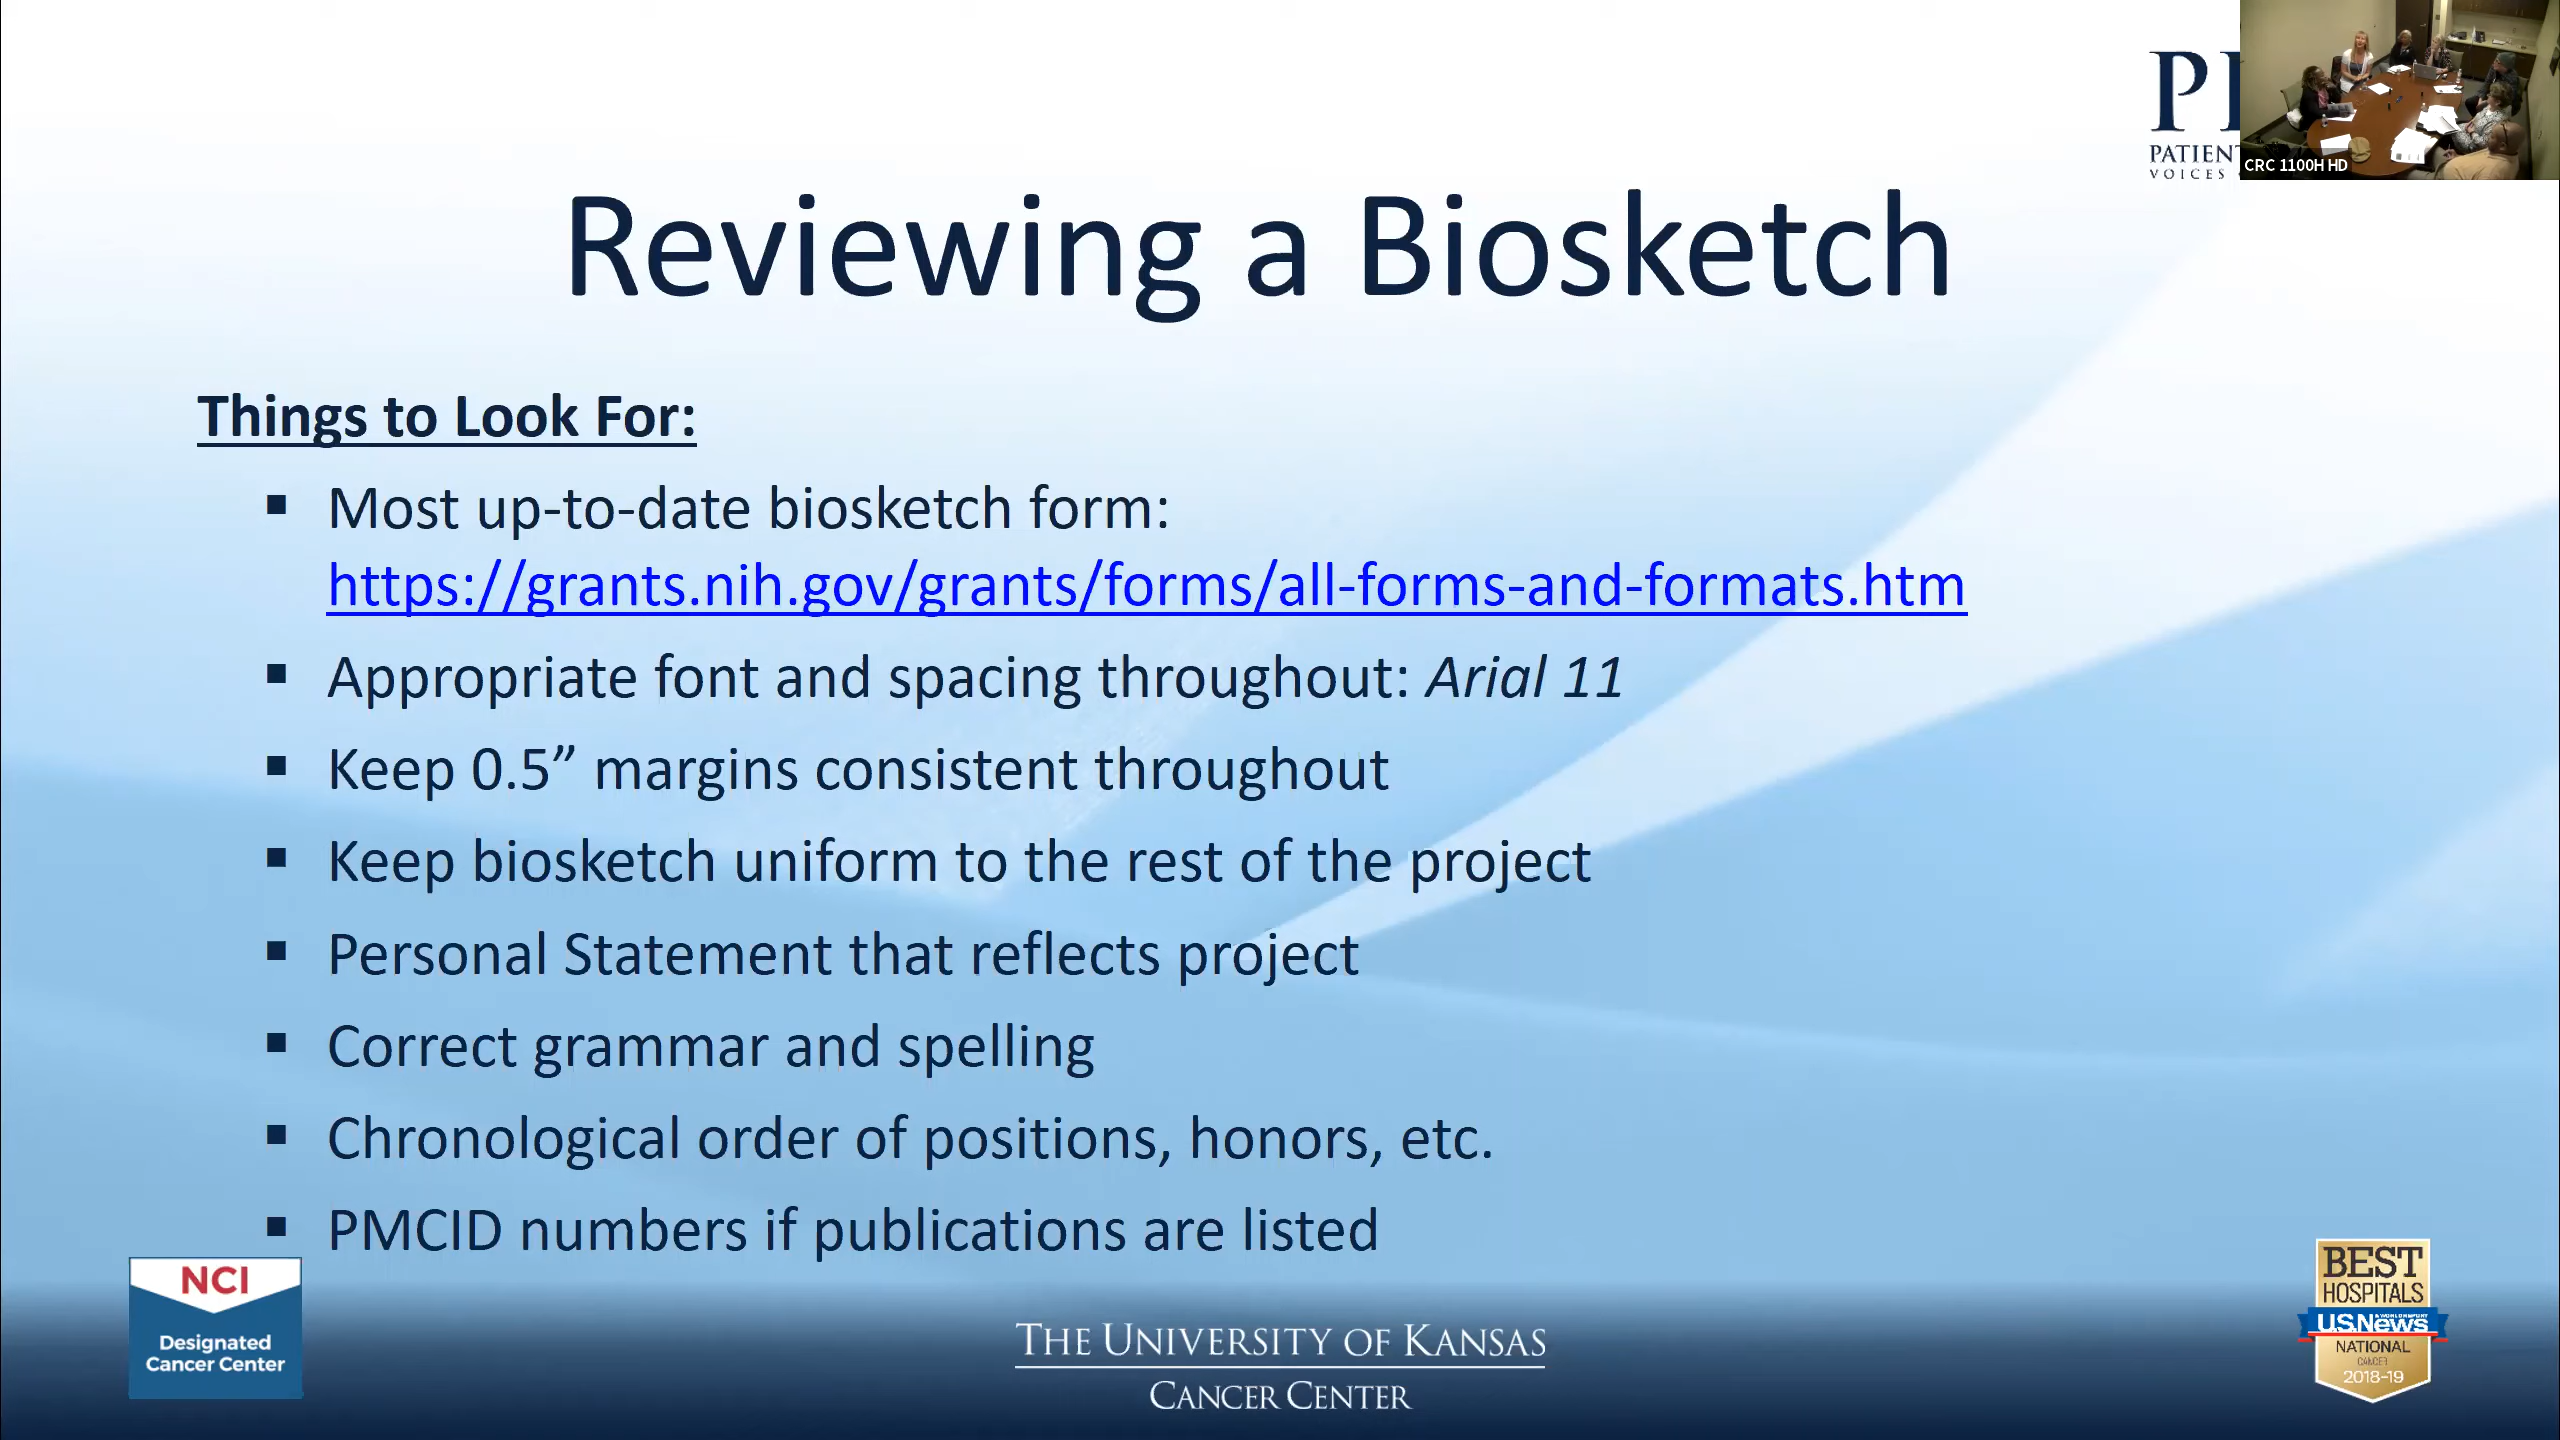 PI
PATIENT
VOICES
CRC 1100H HD
Reviewing a Biosketch
Things to Look For:
▪ Most up-to-date biosketch form:
https://grants.nih.gov/grants/forms/all-forms-and-formats.htm
▪ Appropriate font and spacing throughout: Arial 11
▪ Keep 0.5” margins consistent throughout
▪ Keep biosketch uniform to the rest of the project
▪ Personal Statement that reflects project
▪ Correct grammar and spelling
▪ Chronological order of positions, honors, etc.
▪ PMCID numbers if publications are listed
NCI
Designated
Cancer Center
THE UNIVERSITY OF KANSAS
CANCER CENTER
BEST
HOSPITALS
U.S.News
WORLD REPORT
NATIONAL
CANCER
2018-19